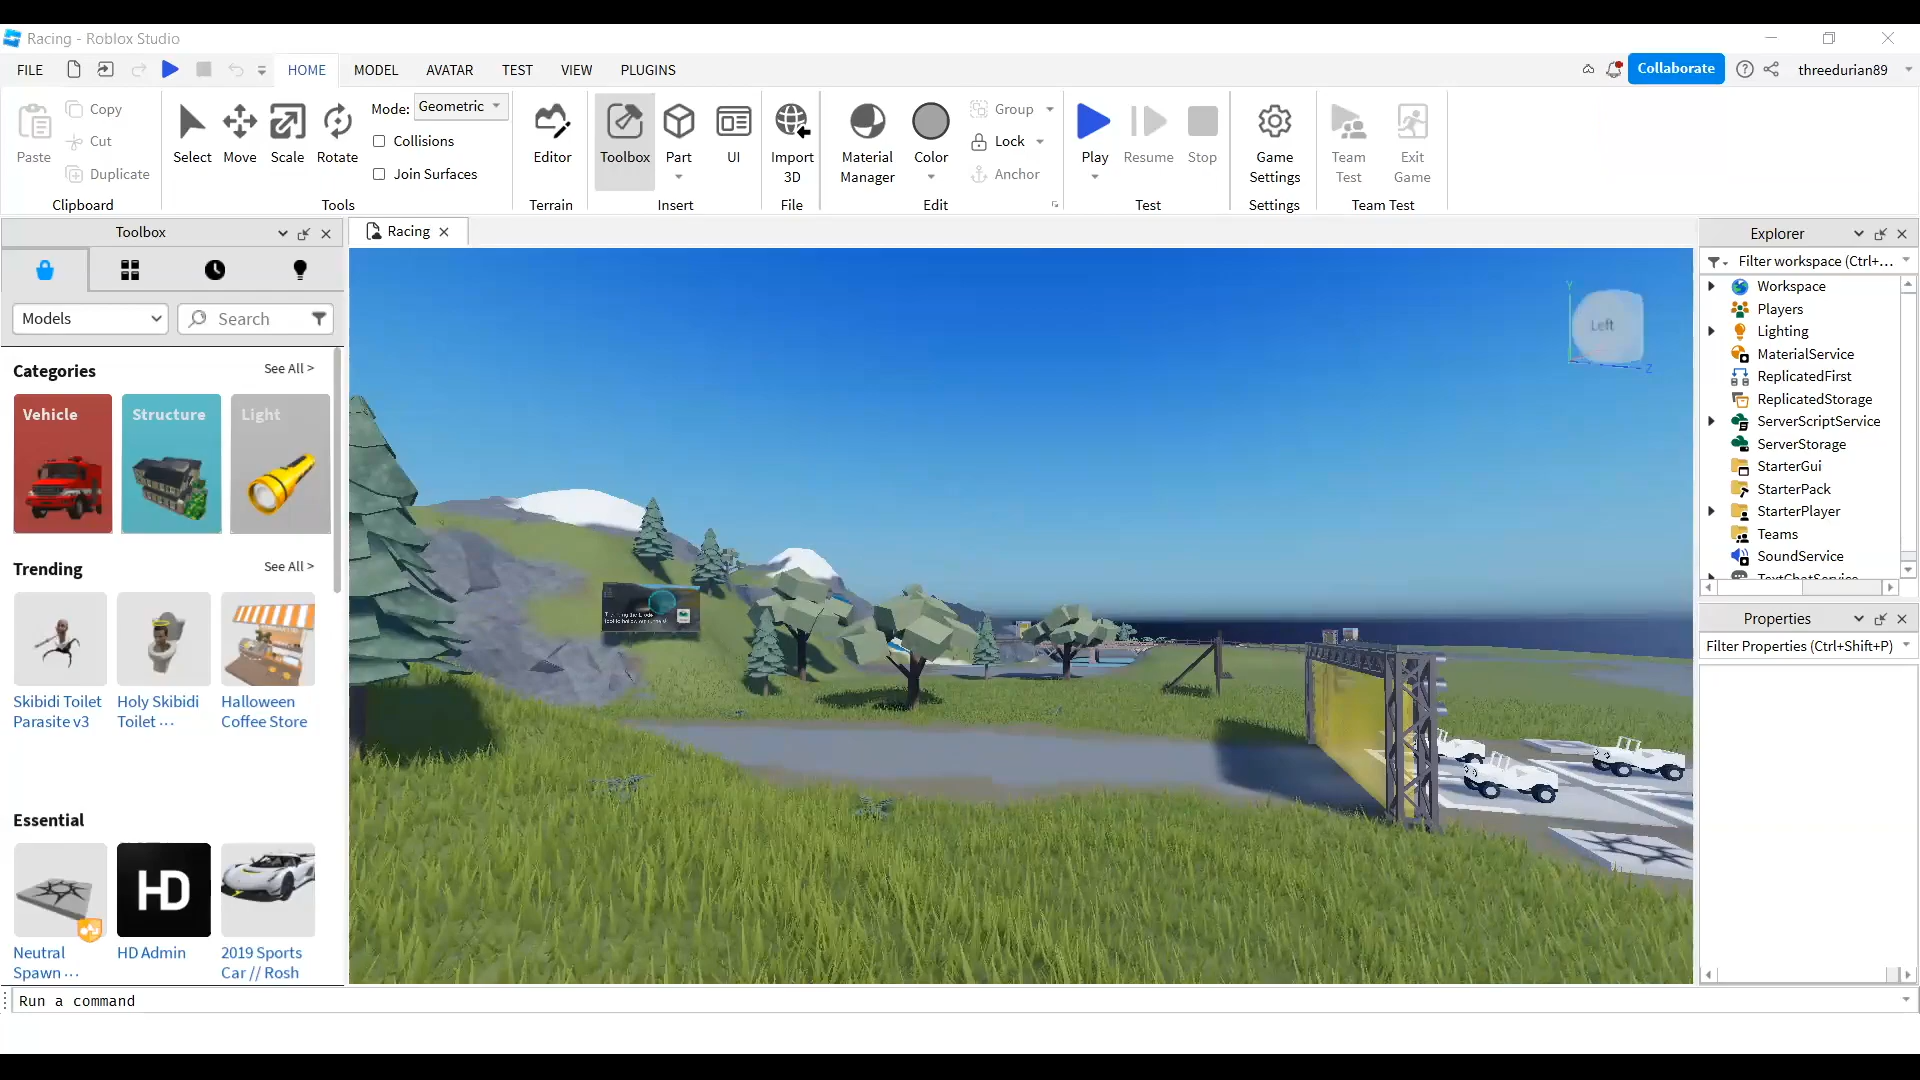 Racing - Roblox Studio
FILE
HOME
MODEL
AVATAR
TEST
VIEW
PLUGINS
Collaborate
threedurian89
Paste
Copy
Cut
Duplicate
Clipboard
Select
Move
Scale
Rotate
Mode: Geometric
Collisions
Join Surfaces
Tools
Editor
Terrain
Toolbox
Part
UI
Insert
Import
3D
File
Material
Manager
Color
Group
Lock
Anchor
Edit
Play
Resume
Stop
Test
Game
Settings
Settings
Team
Test
Exit
Game
Team Test
Toolbox
Models
Search
Categories
See All >
Vehicle
Structure
Light
Trending
See All >
Skibidi Toilet
Parasite v3
Holy Skibidi
Toilet ...
Halloween
Coffee Store
Essential
HD
Neutral
Spawn ...
HD Admin
2019 Sports
Car // Rosh
Racing
Left
Y
Z
Explorer
Filter workspace (Ctrl+...
Workspace
Players
Lighting
MaterialService
ReplicatedFirst
ReplicatedStorage
ServerScriptService
ServerStorage
StarterGui
StarterPack
StarterPlayer
Teams
SoundService
TextChatService
Properties
Filter Properties (Ctrl+Shift+P)
Run a command